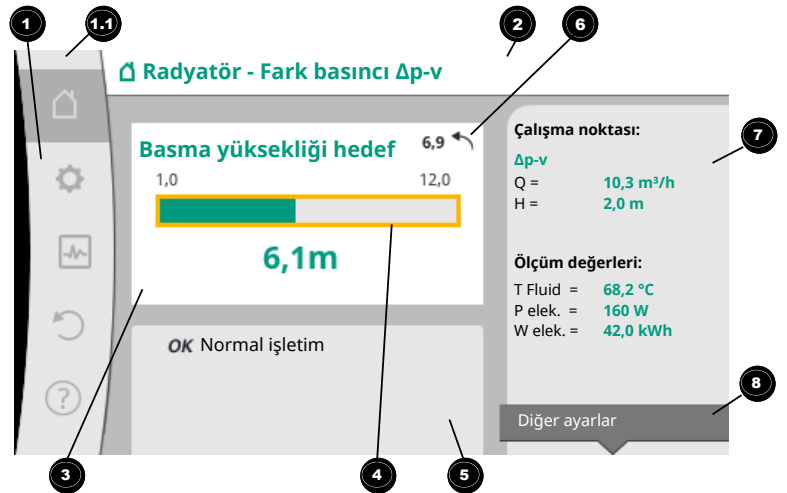 1
1.1
2
6
Radyatör - Fark basıncı Δp-v
Basma yüksekliği hedef
6,9
1,0
12,0
6,1m
OK Normal işletim
Çalışma noktası:
7
Δp-v
Q = 10,3 m³/h
H = 2,0 m
Ölçüm değerleri:
T Fluid = 68,2 °C
P elek. = 160 W
W elek. = 42,0 kWh
?
8
Diğer ayarlar
3
4
5